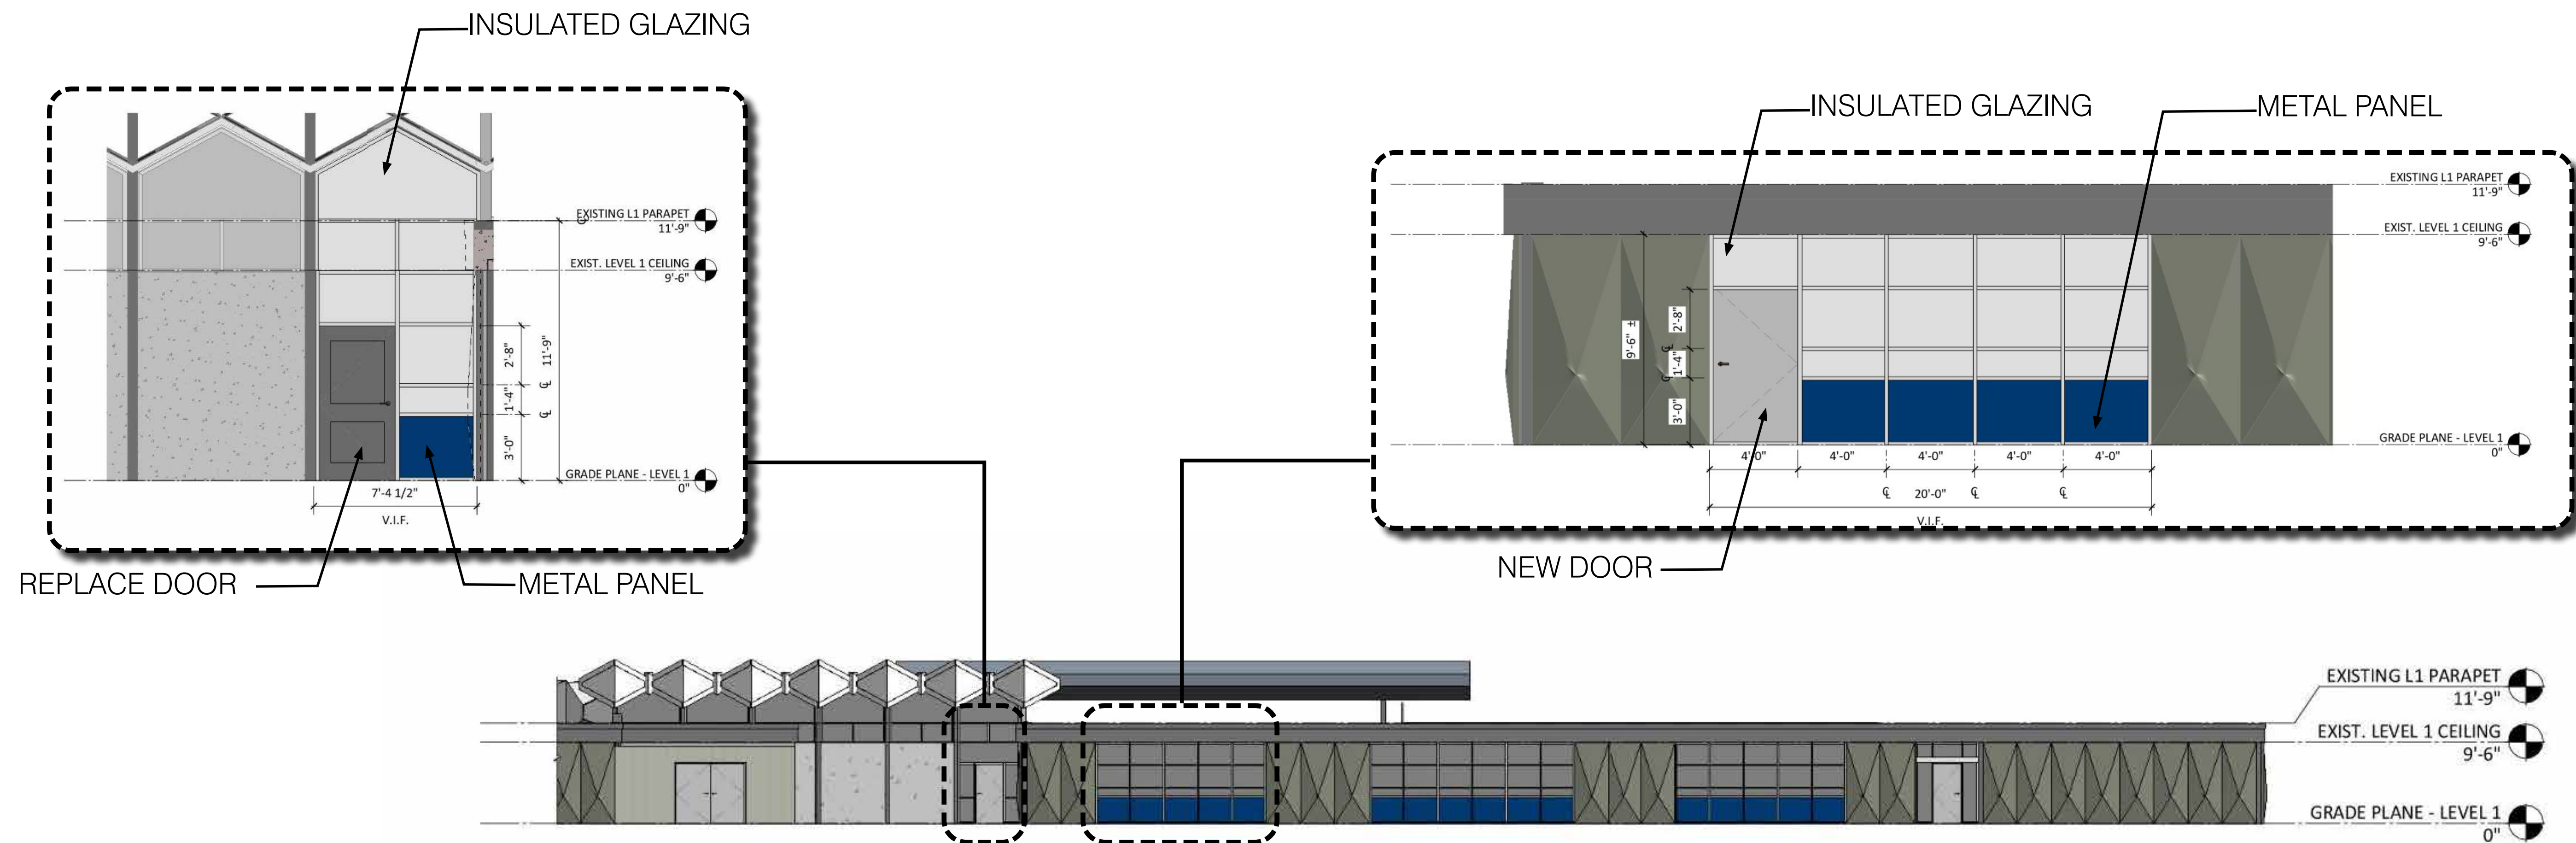 INSULATED GLAZING
EXISTING L1 PARAPET
11'-9"
EXIST. LEVEL 1 CEILING
9'-6"
2'-8"
11'-9"
1'-4"
3'-0"
℄
℄
℄
GRADE PLANE - LEVEL 1
0"
7'-4 1/2"
V.I.F.
REPLACE DOOR
METAL PANEL
INSULATED GLAZING
METAL PANEL
EXISTING L1 PARAPET
11'-9"
EXIST. LEVEL 1 CEILING
9'-6"
9'-6" ±
2'-8"
℄
1'-4"
℄
3'-0"
GRADE PLANE - LEVEL 1
0"
4'-0"
4'-0"
4'-0"
4'-0"
4'-0"
℄
20'-0"
℄
℄
V.I.F.
NEW DOOR
EXISTING L1 PARAPET
11'-9"
EXIST. LEVEL 1 CEILING
9'-6"
GRADE PLANE - LEVEL 1
0"